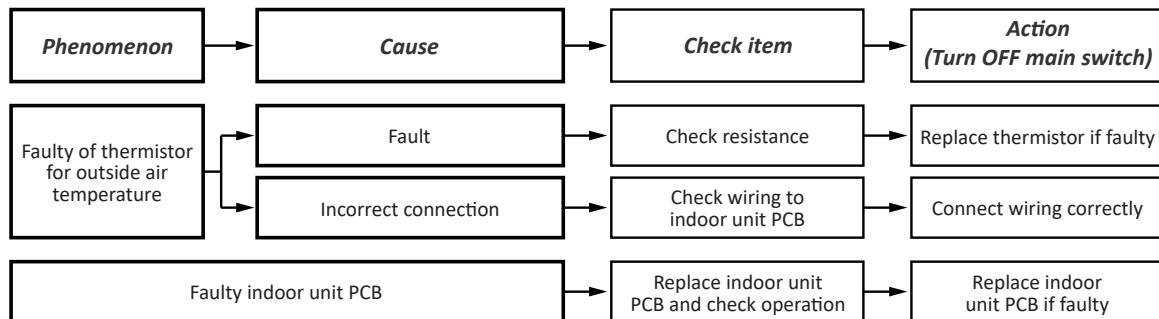 Phenomenon
Cause
Check item
Action
(Turn OFF main switch)
Faulty of thermistor
for outside air
temperature
Fault
Check resistance
Replace thermistor if faulty
Incorrect connection
Check wiring to
indoor unit PCB
Connect wiring correctly
Faulty indoor unit PCB
Replace indoor unit
PCB and check operation
Replace indoor
unit PCB if faulty